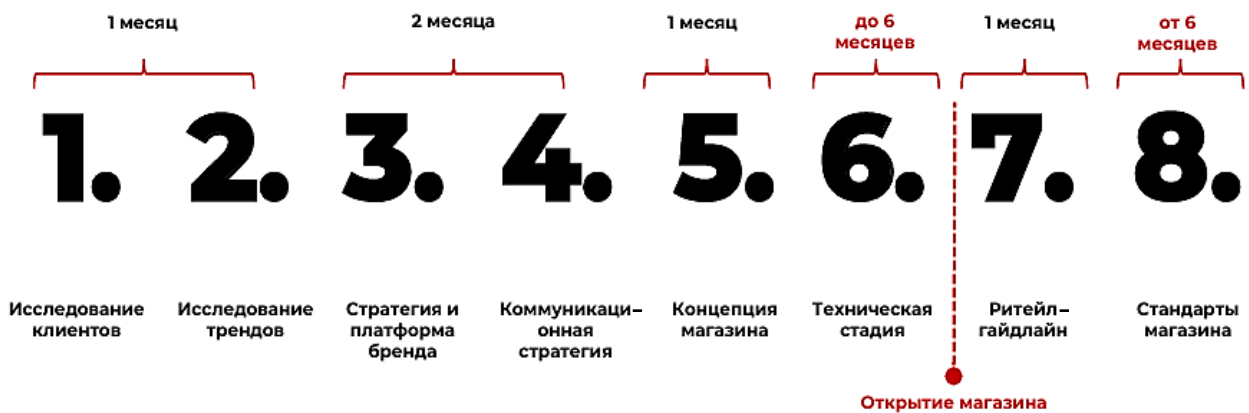 1 месяц
2 месяца
1 месяц
до 6
месяцев
1 месяц
от 6
месяцев
1.
2.
3.
4.
5.
6.
7.
8.
Исследование
клиентов
Исследование
трендов
Стратегия и
платформа
бренда
Коммуникаци–
онная
стратегия
Концепция
магазина
Техническая
стадия
Ритейл–
гайдлайн
Стандарты
магазина
Открытие магазина